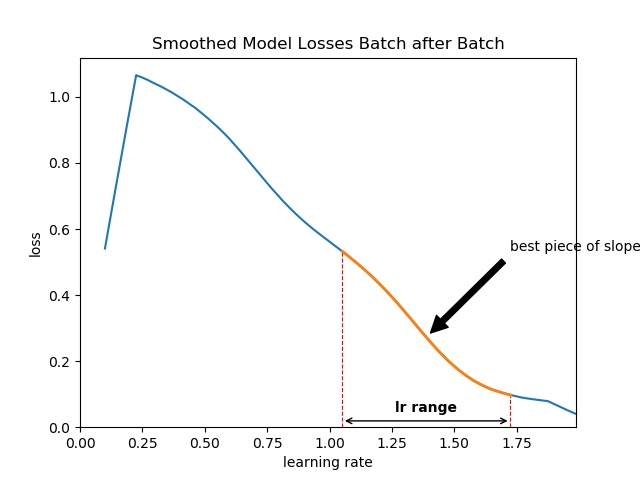 Smoothed Model Losses Batch after Batch
1.0
0.8
0.6
0.4
0.2
0.0
loss
best piece of slope
lr range
0.00 0.25 0.50 0.75 1.00 1.25 1.50 1.75
learning rate